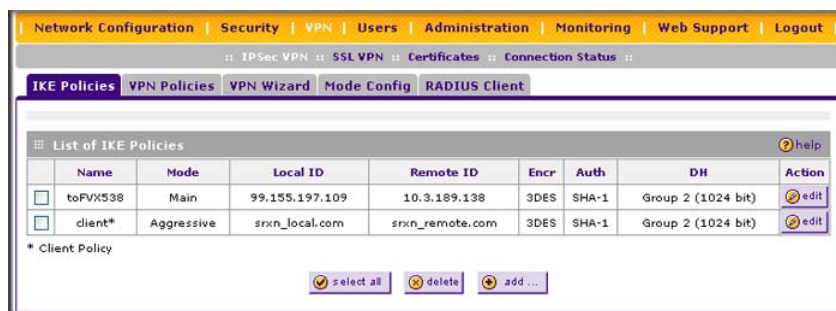 Network Configuration | Security | VPN | Users | Administration | Monitoring | Web Support | Logout
:: IPSec VPN :: SSL VPN :: Certificates :: Connection Status ::
IKE Policies VPN Policies VPN Wizard Mode Config RADIUS Client
List of IKE Policies help
Name Mode Local ID Remote ID Encr Auth DH Action
toFVX538 Main 99.155.197.109 10.3.189.138 3DES SHA-1 Group 2 (1024 bit) edit
client* Aggressive srxn_local.com srxn_remote.com 3DES SHA-1 Group 2 (1024 bit) edit
* Client Policy
select all delete add ...